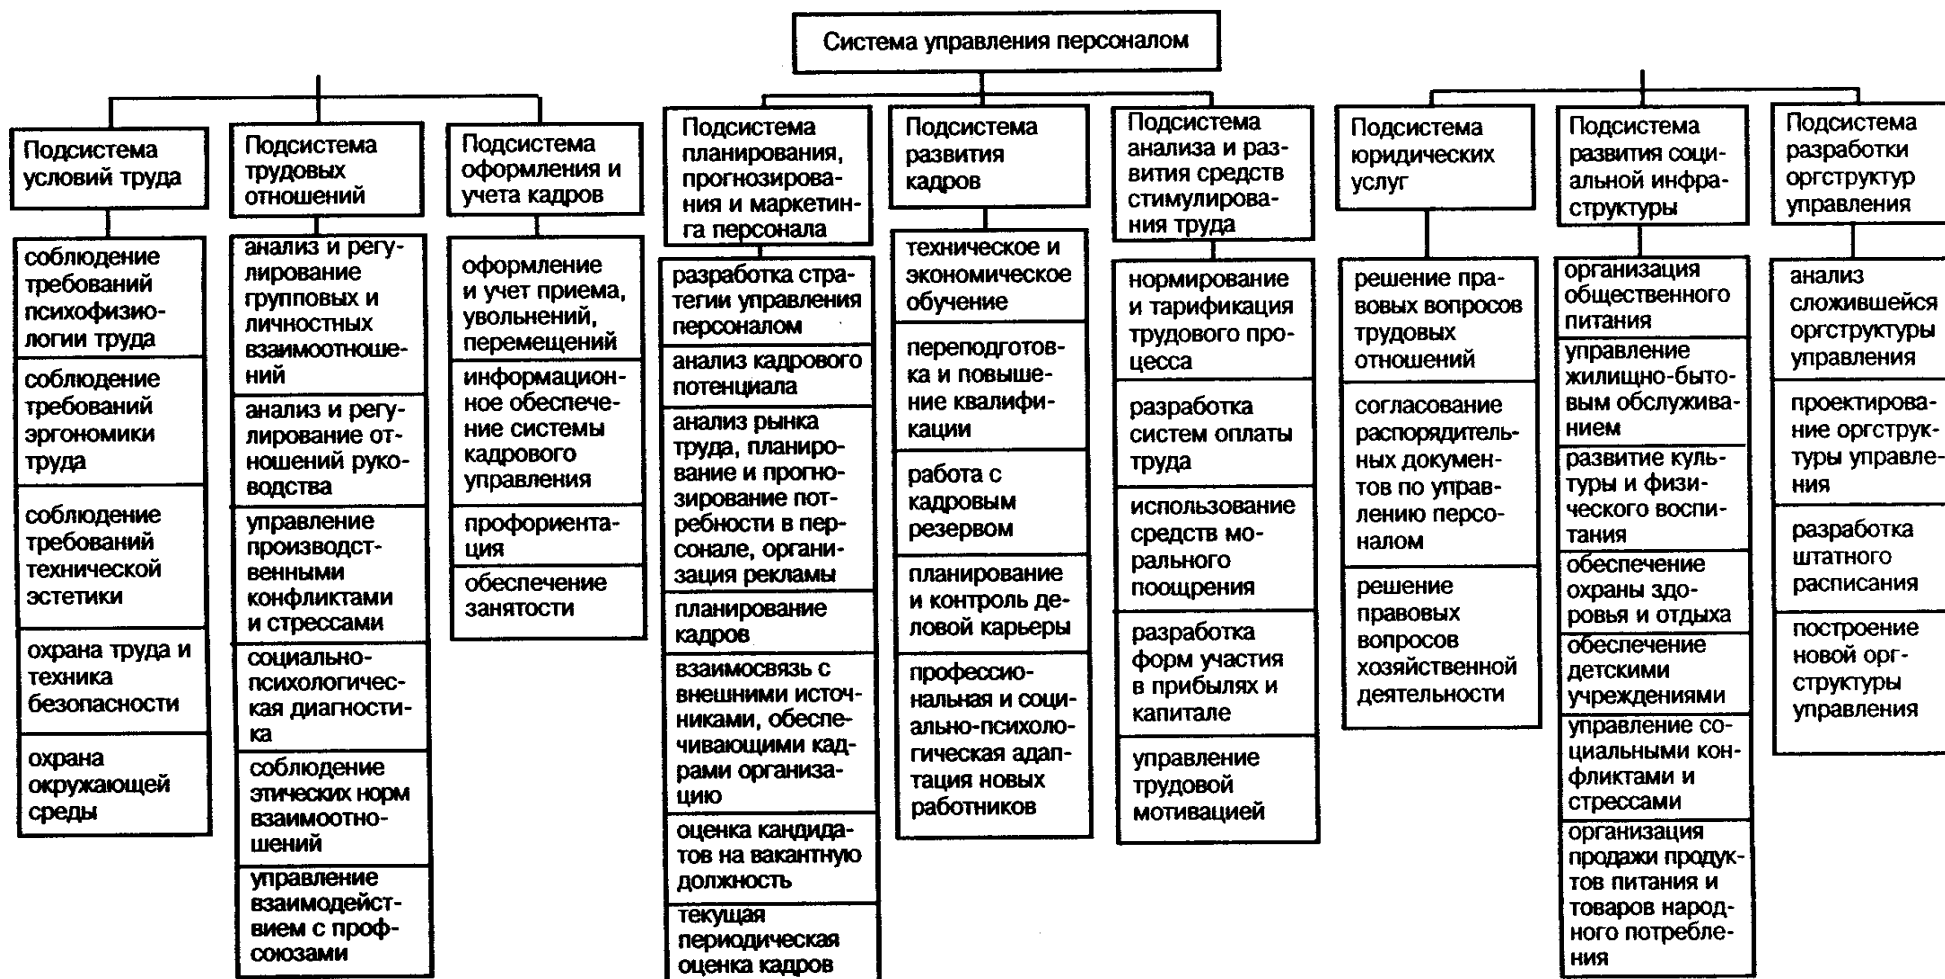 Система управления персоналом
Подсистема
условий труда
соблюдение
требований
психофизио-
логии труда
соблюдение
требований
эргономики
труда
соблюдение
требований
технической
эстетики
охрана труда и
техника
безопасности
охрана
окружающей
среды
Подсистема
трудовых
отношений
анализ и регу-
лирование
групповых и
личностных
взаимоотноше-
ний
анализ и регу-
лирование от-
ношений руко-
водства
управление
производст-
венными
конфликтами
и стрессами
социально-
психологичес-
кая диагности-
ка
соблюдение
этических норм
взаимоотно-
шений
управление
взаимодейст-
вием с проф-
союзами
Подсистема
оформления и
учета кадров
оформление
и учет приема,
увольнений,
перемещений
информацион-
ное обеспече-
ние системы
кадрового
управления
профориента-
ция
обеспечение
занятости
Подсистема
планирования,
прогнозирова-
ния и маркетин-
га персонала
разработка стра-
тегии управления
персоналом
анализ кадрового
потенциала
анализ рынка
труда, планиро-
вание и прогно-
зирование пот-
ребности в пер-
сонале, органи-
зация рекламы
планирование
кадров
взаимосвязь с
внешними источ-
никами, обеспе-
чивающими кад-
рами организа-
цию
оценка кандида-
тов на вакантную
должность
текущая
периодическая
оценка кадров
Подсистема
развития
кадров
техническое и
экономическое
обучение
переподготов-
ка и повыше-
ние квалифи-
кации
работа с
кадровым
резервом
планирование
и контроль де-
ловой карьеры
профессио-
нальная и соци-
ально-психоло-
гическая адап-
тация новых
работников
Подсистема
анализа и раз-
вития средств
стимулирова-
ния труда
нормирование
и тарификация
трудового про-
цесса
разработка
систем оплаты
труда
использование
средств мо-
рального
поощрения
разработка
форм участия
в прибылях и
капитале
управление
трудовой
мотивацией
Подсистема
юридических
услуг
решение пра-
вовых вопросов
трудовых
отношений
согласование
распорядитель-
ных докумен-
тов по управ-
лению персо-
налом
решение
правовых
вопросов
хозяйственной
деятельности
Подсистема
развития соци-
альной инфра-
структуры
организация
общественного
питания
управление
жилищно-быто-
вым обслужива-
нием
развитие куль-
туры и физи-
ческого воспи-
тания
обеспечение
охраны здо-
ровья и отдыха
обеспечение
детскими
учреждениями
управление со-
циальными кон-
фликтами и
стрессами
организация
продажи продук-
тов питания и
товаров народ-
ного потребле-
ния
Подсистема
разработки
оргструктур
управления
анализ
сложившейся
оргструктуры
управления
проектирова-
ние оргструк-
туры управле-
ния
разработка
штатного
расписания
построение
новой орг-
структуры
управления